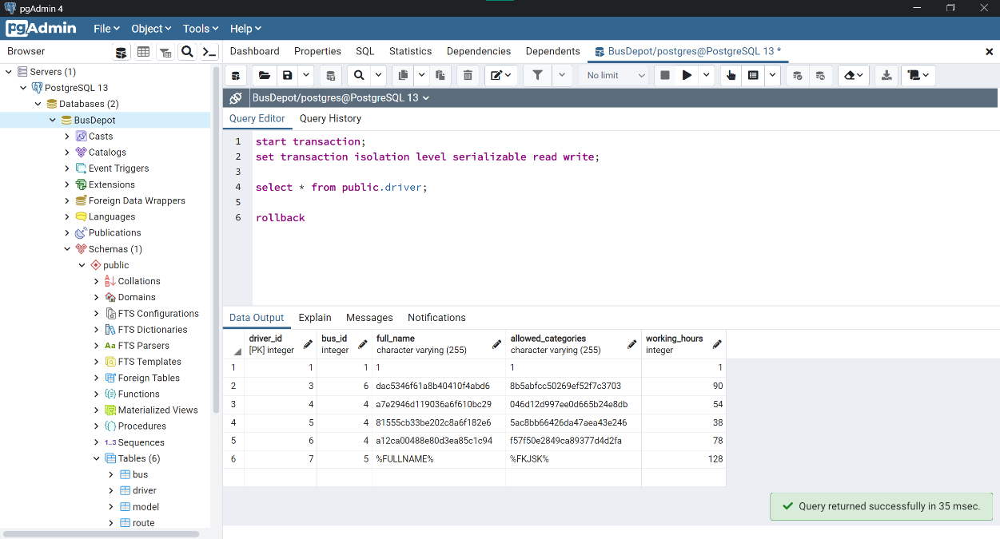 pgAdmin 4
pgAdmin File Object Tools Help
Browser
Dashboard Properties SQL Statistics Dependencies Dependents BusDepot/postgres@PostgreSQL 13 *
No limit
BusDepot/postgres@PostgreSQL 13
Query Editor Query History
Servers (1)
PostgreSQL 13
Databases (2)
BusDepot
Casts
Catalogs
Event Triggers
Extensions
Foreign Data Wrappers
Languages
Publications
Schemas (1)
public
Collations
Domains
FTS Configurations
FTS Dictionaries
Aa FTS Parsers
FTS Templates
Foreign Tables
Functions
Materialized Views
Procedures
1..3 Sequences
Tables (6)
bus
driver
model
route
1 start transaction;
2 set transaction isolation level serializable read write;
3
4 select * from public.driver;
5
6 rollback
Data Output Explain Messages Notifications
driver_id bus_id full_name allowed_categories working_hours
[PK] integer integer character varying (255) character varying (255) integer
1 1 1 1 1 1
2 3 6 dac5346f61a8b40410f4abd6 8b5abfcc50269ef52f7c3703 90
3 4 4 a7e2946d119036a6f610bc29 046d12d997ee0d665b24e8db 54
4 5 4 81555cb33be202c8a6f182e6 5ac8bb66426da47aea43e246 38
5 6 4 a12ca00488e80d3ea85c1c94 f57f50e2849ca89377d4d2fa 78
6 7 5 %FULLNAME% %FKJSK% 128
Query returned successfully in 35 msec.